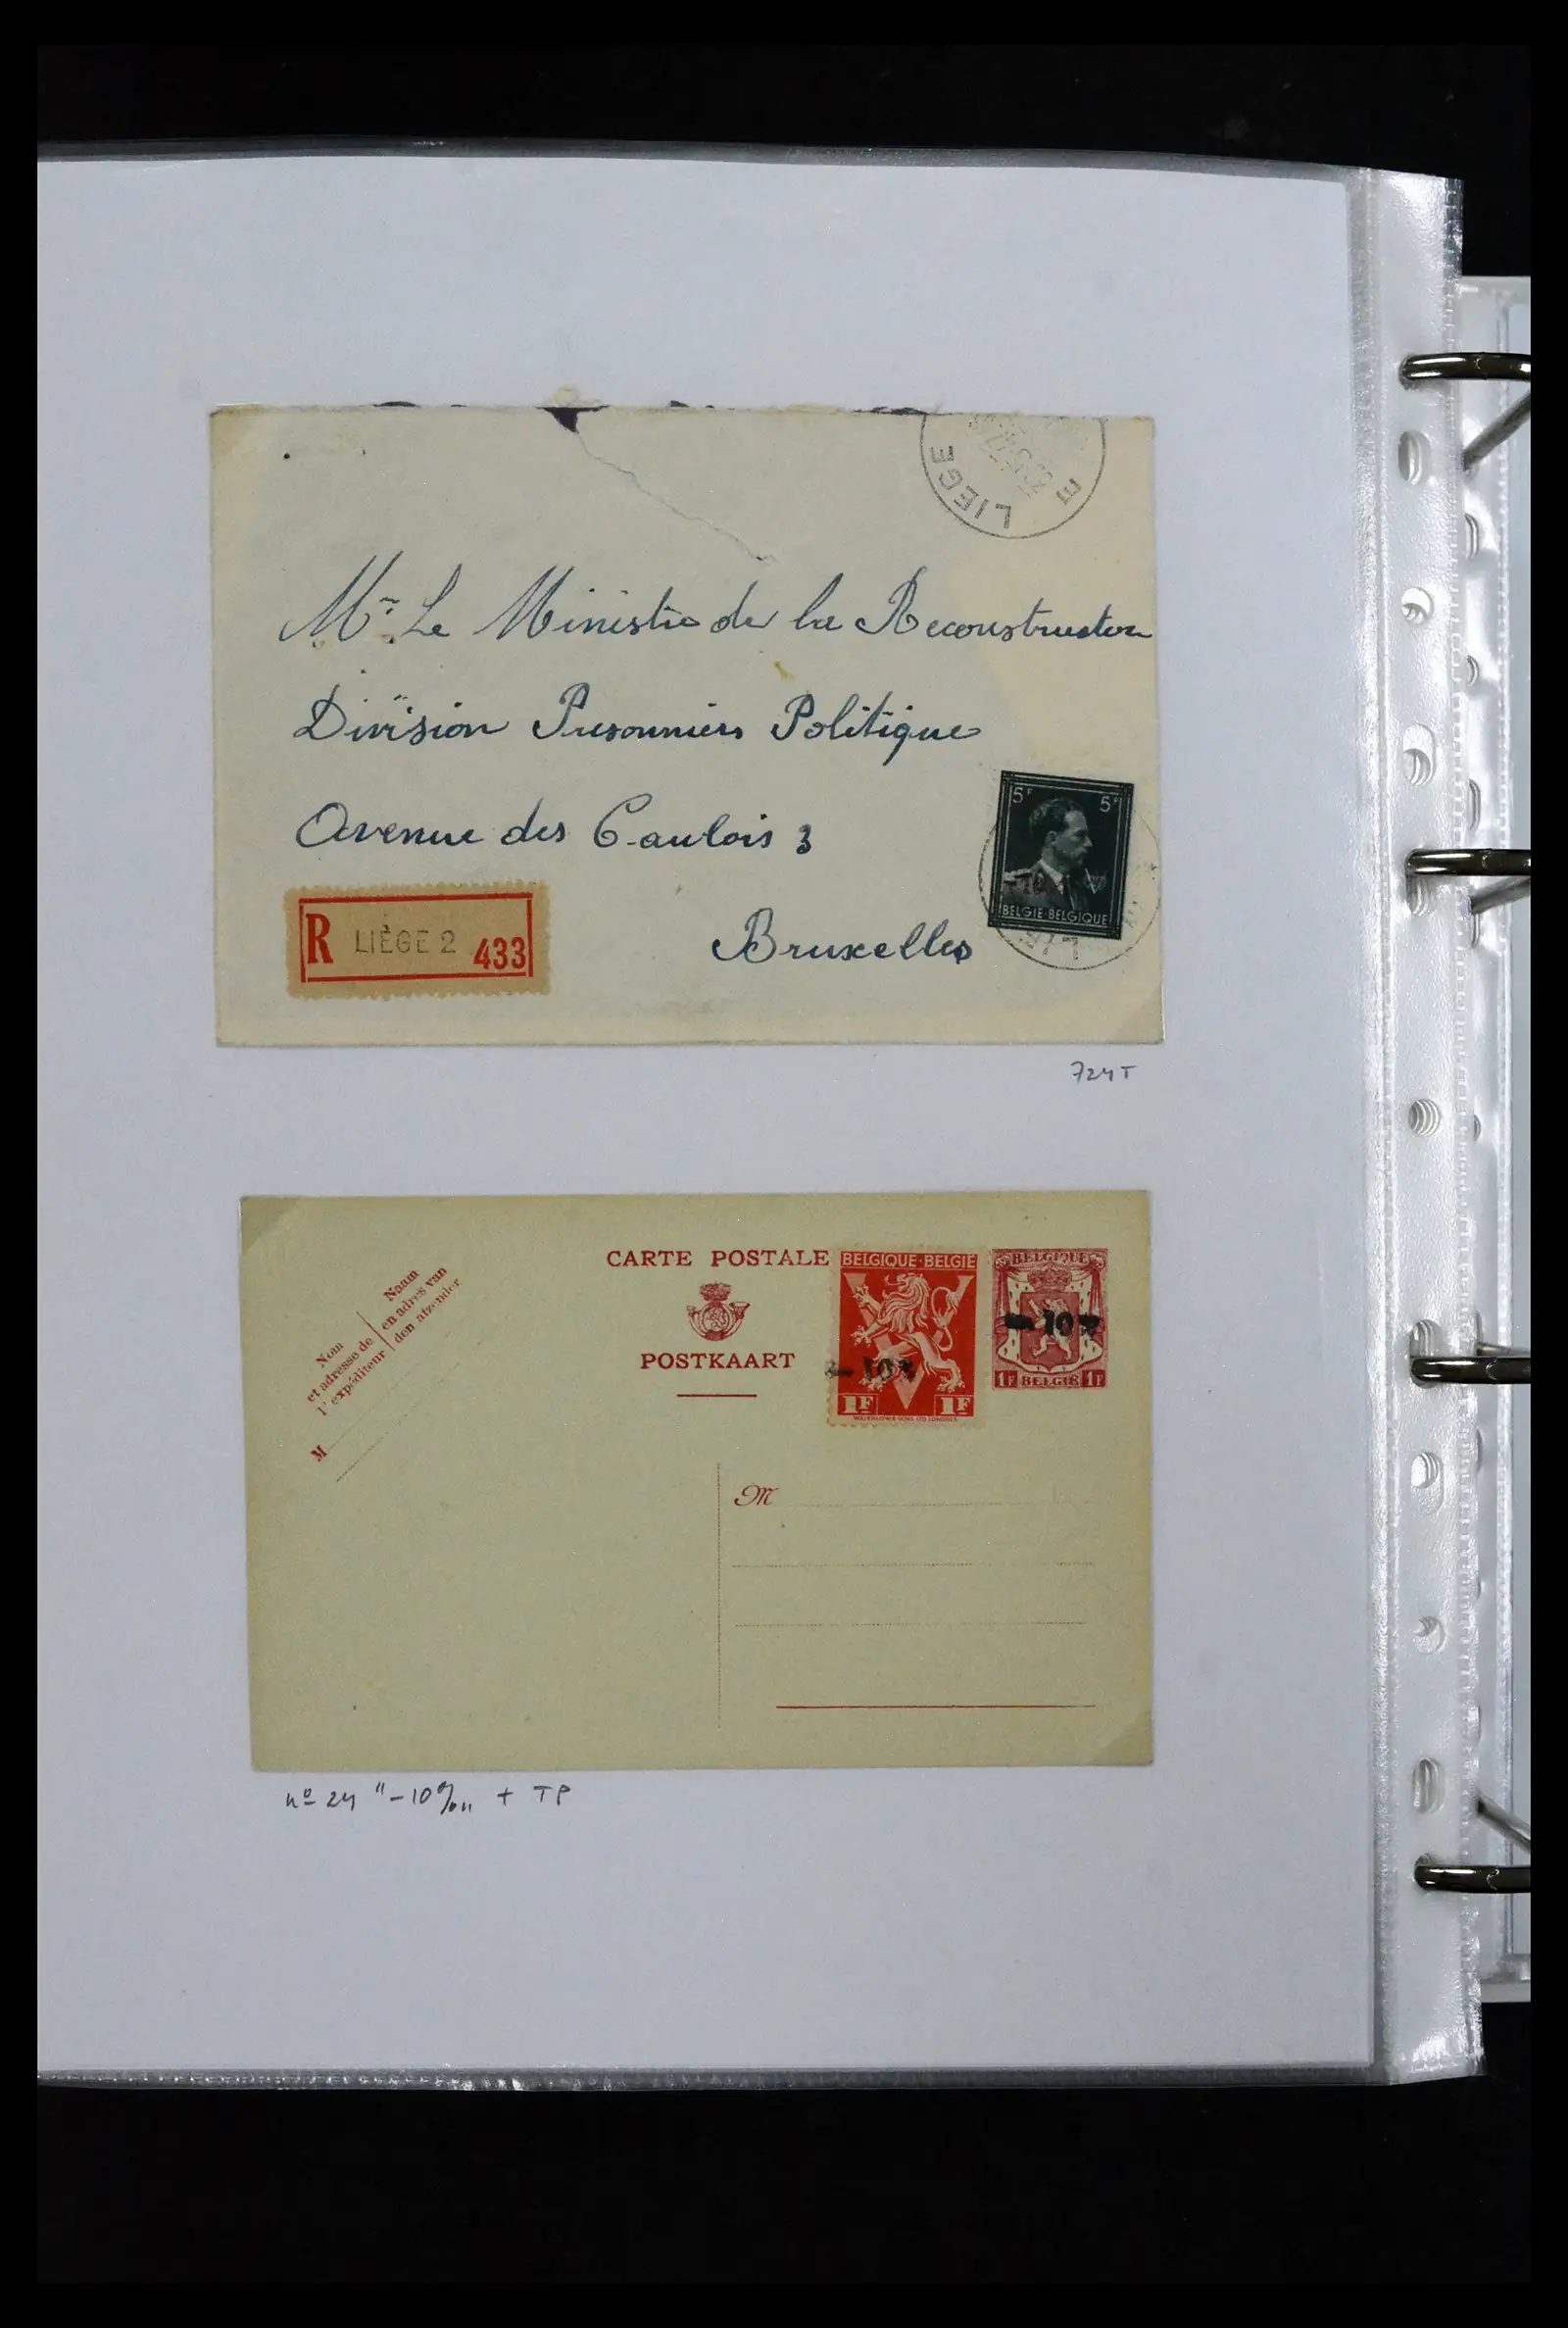 LIEGE
E
Mr Le Ministre de la Reconstruction
Division Prisonniers Politique
Avenue des Gaulois 3
5F 5F
BELGIE-BELGIQUE
R LIÈGE 2 433
Bruxelles
724T
CARTE POSTALE
POSTKAART
BELGIQUE-BELGIE
-10%
1F 1F
BELGIQUE
-10%
1F BELGIË 1F
Nom
et adresse de
l'expéditeur
Naam
en adres van
den afzender
M
M
nº 24 "-10%" + TP